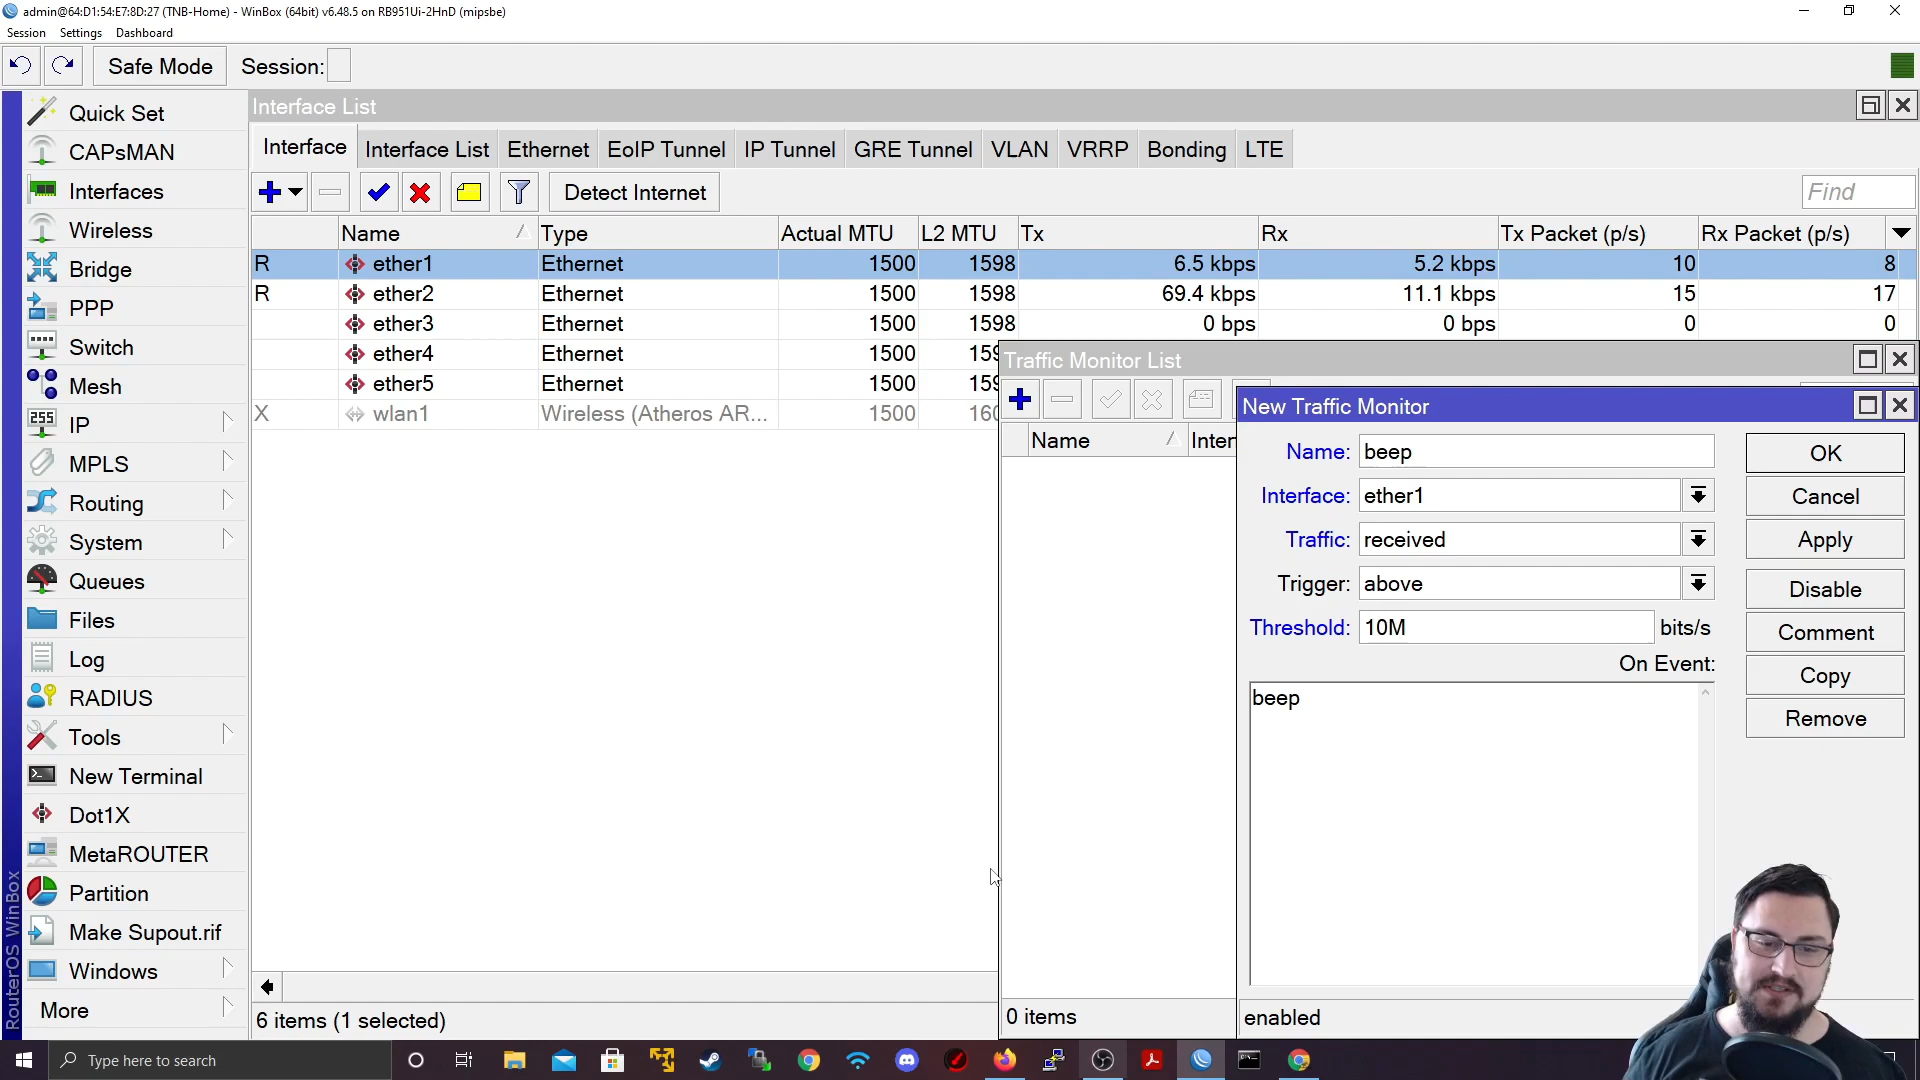 admin@64:D1:54:E7:8D:27 (TNB-Home) - WinBox (64bit) v6.48.5 on RB951Ui-2HnD (mipsbe)
Session Settings Dashboard
Safe Mode Session:
Quick Set
CAPsMAN
Interfaces
Wireless
Bridge
PPP
Switch
Mesh
255 IP
MPLS
Routing
System
Queues
Files
Log
RADIUS
Tools
New Terminal
Dot1X
MetaROUTER
Partition
Make Supout.rif
Windows
More
RouterOS WinBox
Interface List
Interface Interface List Ethernet EoIP Tunnel IP Tunnel GRE Tunnel VLAN VRRP Bonding LTE
Detect Internet Find
Name Type Actual MTU L2 MTU Tx Rx Tx Packet (p/s) Rx Packet (p/s)
R ether1 Ethernet 1500 1598 6.5 kbps 5.2 kbps 10 8
R ether2 Ethernet 1500 1598 69.4 kbps 11.1 kbps 15 17
ether3 Ethernet 1500 1598 0 bps 0 bps 0 0
ether4 Ethernet 1500 159
ether5 Ethernet 1500 159
X wlan1 Wireless (Atheros AR... 1500 160
6 items (1 selected)
Traffic Monitor List
Name Inter
0 items
New Traffic Monitor
Name: beep
Interface: ether1
Traffic: received
Trigger: above
Threshold: 10M bits/s
On Event:
beep
enabled
OK
Cancel
Apply
Disable
Comment
Copy
Remove
Type here to search